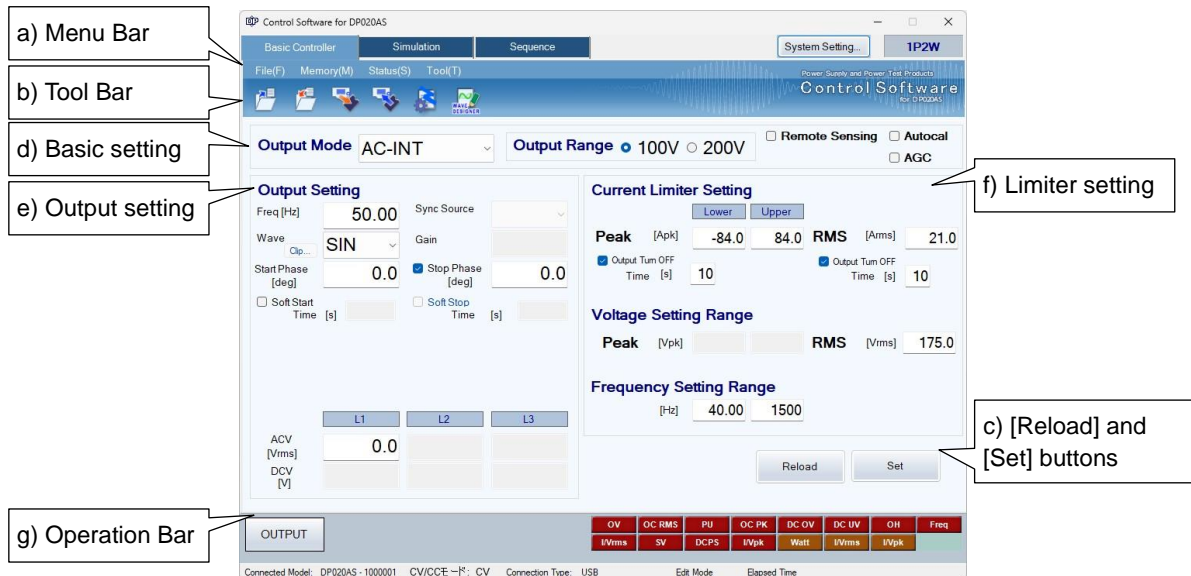 a) Menu Bar
b) Tool Bar
d) Basic setting
e) Output setting
g) Operation Bar
Control Software for DP020AS
Basic Controller Simulation Sequence System Setting... 1P2W
File(F) Memory(M) Status(S) Tool(T)
Power Supply and Power Test Products
Control Software
for DP020AS
WAVE
DESIGNER
Output Mode AC-INT Output Range 100V 200V Remote Sensing Autocal
AGC
Output Setting
Freq [Hz] 50.00 Sync Source
Wave Clip... SIN Gain
Start Phase [deg] 0.0 Stop Phase [deg] 0.0
Soft Start Time [s] Soft Stop Time [s]
L1 L2 L3
ACV [Vrms] 0.0
DCV [V]
Current Limiter Setting
Lower Upper
Peak [Apk] -84.0 84.0 RMS [Arms] 21.0
Output Turn OFF Time [s] 10 Output Turn OFF Time [s] 10
Voltage Setting Range
Peak [Vpk] RMS [Vrms] 175.0
Frequency Setting Range
[Hz] 40.00 1500
Reload Set
f) Limiter setting
c) [Reload] and
[Set] buttons
OUTPUT
OV OC RMS PU OC PK DC OV DC UV OH Freq
I/Vrms SV DCPS I/Vpk Watt I/Vrms I/Vpk
Connected Model: DP020AS - 1000001 CV/CCモード: CV Connection Type: USB Edit Mode Elapsed Time